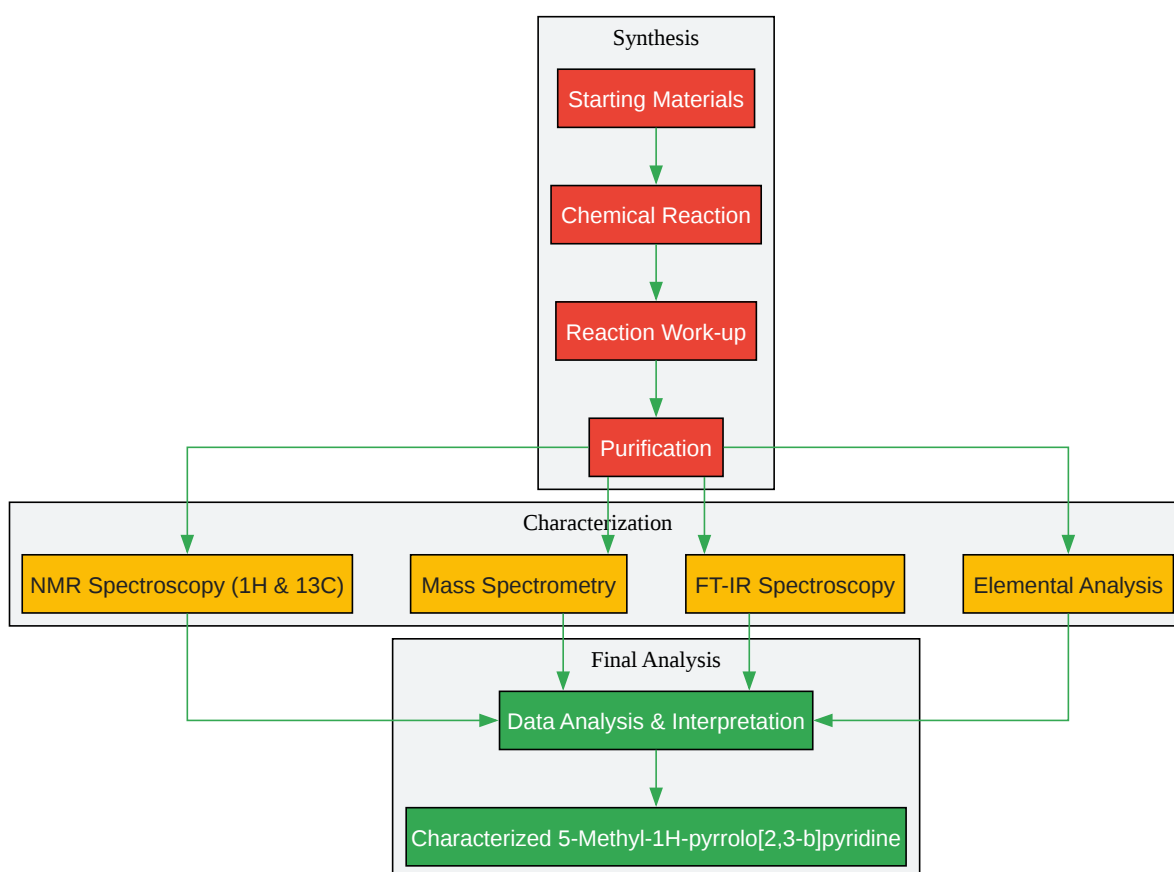 Synthesis
Starting Materials
Chemical Reaction
Reaction Work-up
Purification
Characterization
NMR Spectroscopy (1H & 13C)
Mass Spectrometry
FT-IR Spectroscopy
Elemental Analysis
Final Analysis
Data Analysis & Interpretation
Characterized 5-Methyl-1H-pyrrolo[2,3-b]pyridine